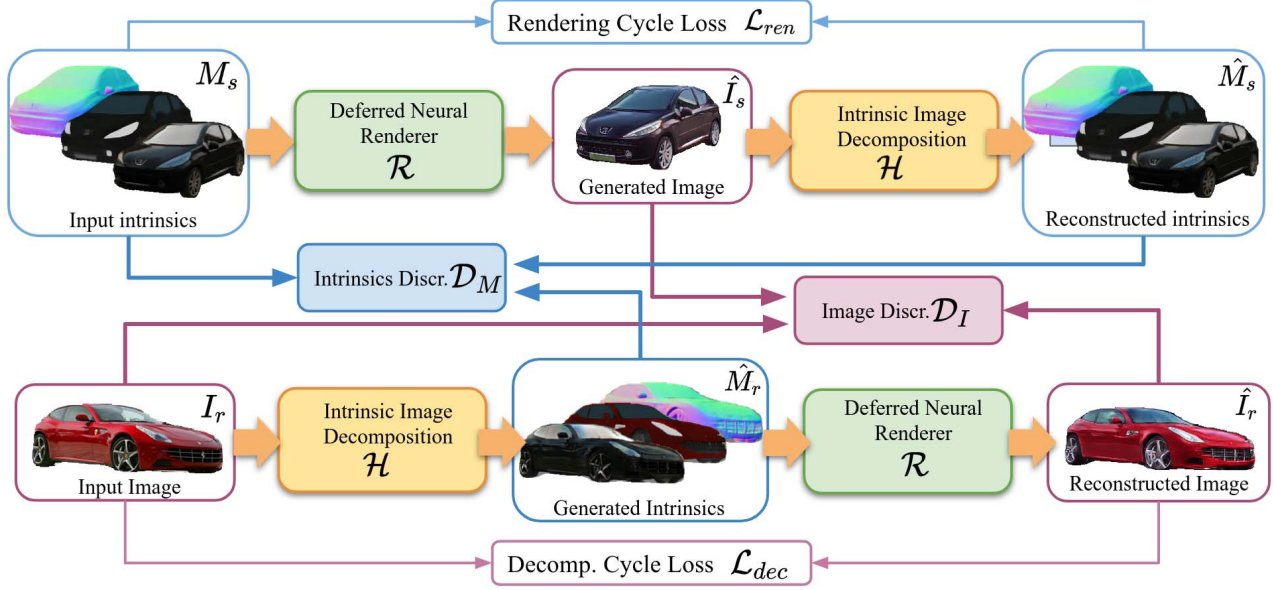 Rendering Cycle Loss ℒ_ren
M_s
Input intrinsics
Deferred Neural
Renderer
ℛ
Î_s
Generated Image
Intrinsic Image
Decomposition
ℋ
M̂_s
Reconstructed intrinsics
Intrinsics Discr. 𝒟_M
Image Discr. 𝒟_I
I_r
Input Image
Intrinsic Image
Decomposition
ℋ
M̂_r
Generated Intrinsics
Deferred Neural
Renderer
ℛ
Î_r
Reconstructed Image
Decomp. Cycle Loss ℒ_dec